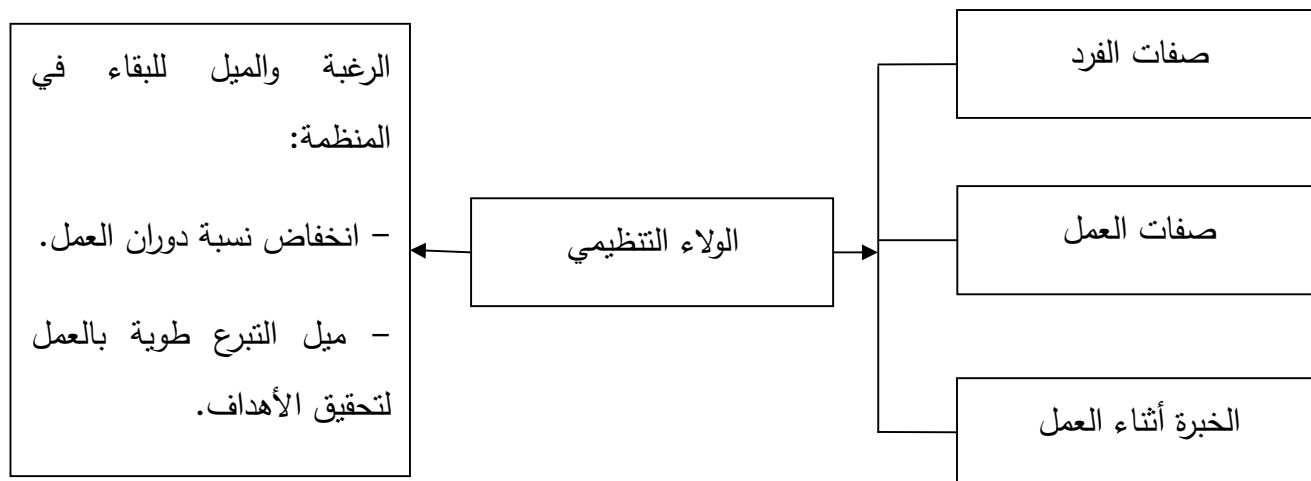 صفات الفرد
صفات العمل
الخبرة أثناء العمل
الولاء التنظيمي
الرغبة والميل للبقاء في
المنظمة:
– انخفاض نسبة دوران العمل.
– ميل التبرع طوية بالعمل
لتحقيق الأهداف.